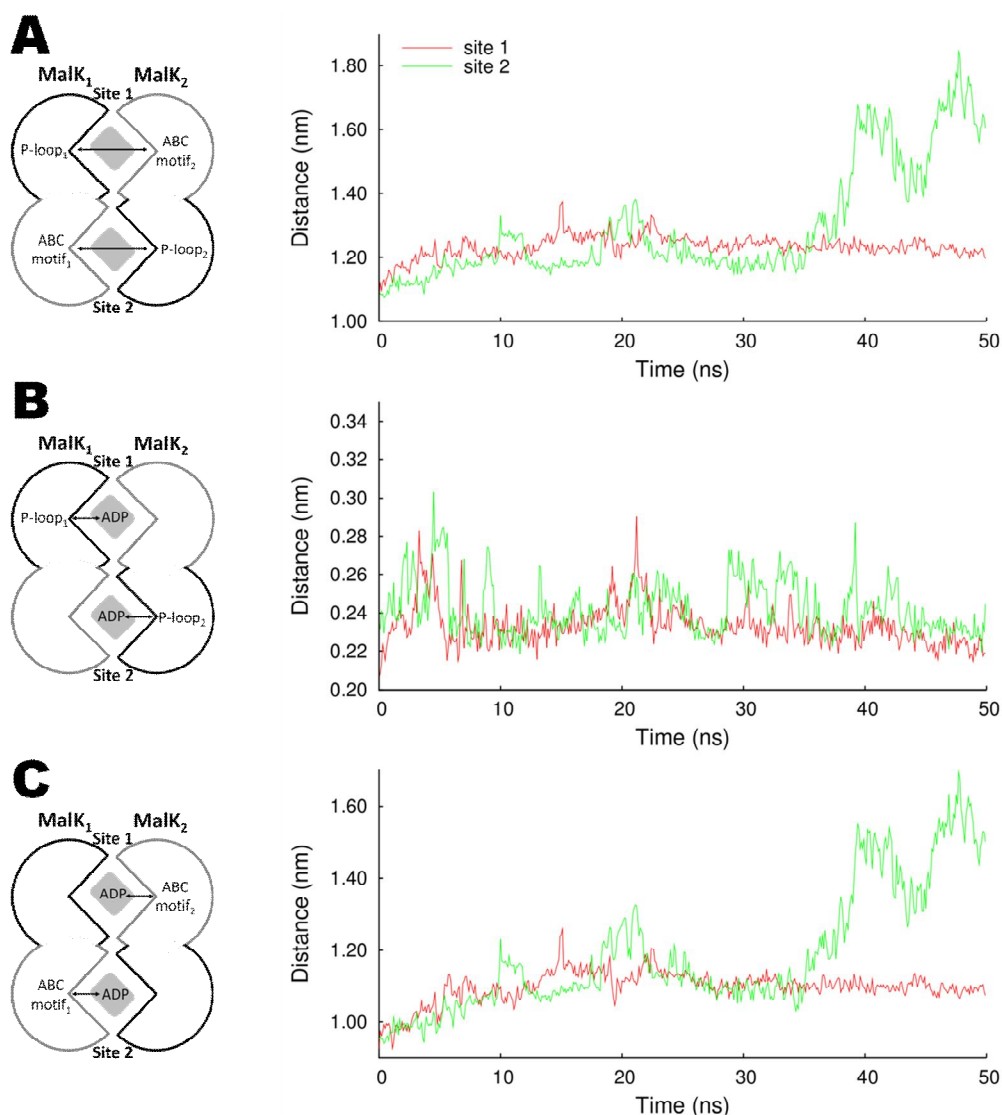 A
MalK1 MalK2
Site 1
P-loop1
ABC
motif2
ABC
motif1
P-loop2
Site 2
site 1
site 2
Distance (nm)
1.80
1.60
1.40
1.20
1.00
0 10 20 30 40 50
Time (ns)
B
MalK1 MalK2
Site 1
P-loop1 ADP
ADP P-loop2
Site 2
Distance (nm)
0.34
0.32
0.30
0.28
0.26
0.24
0.22
0.20
0 10 20 30 40 50
Time (ns)
C
MalK1 MalK2
Site 1
ADP ABC
motif2
ABC
motif1 ADP
Site 2
Distance (nm)
1.60
1.40
1.20
1.00
0 10 20 30 40 50
Time (ns)